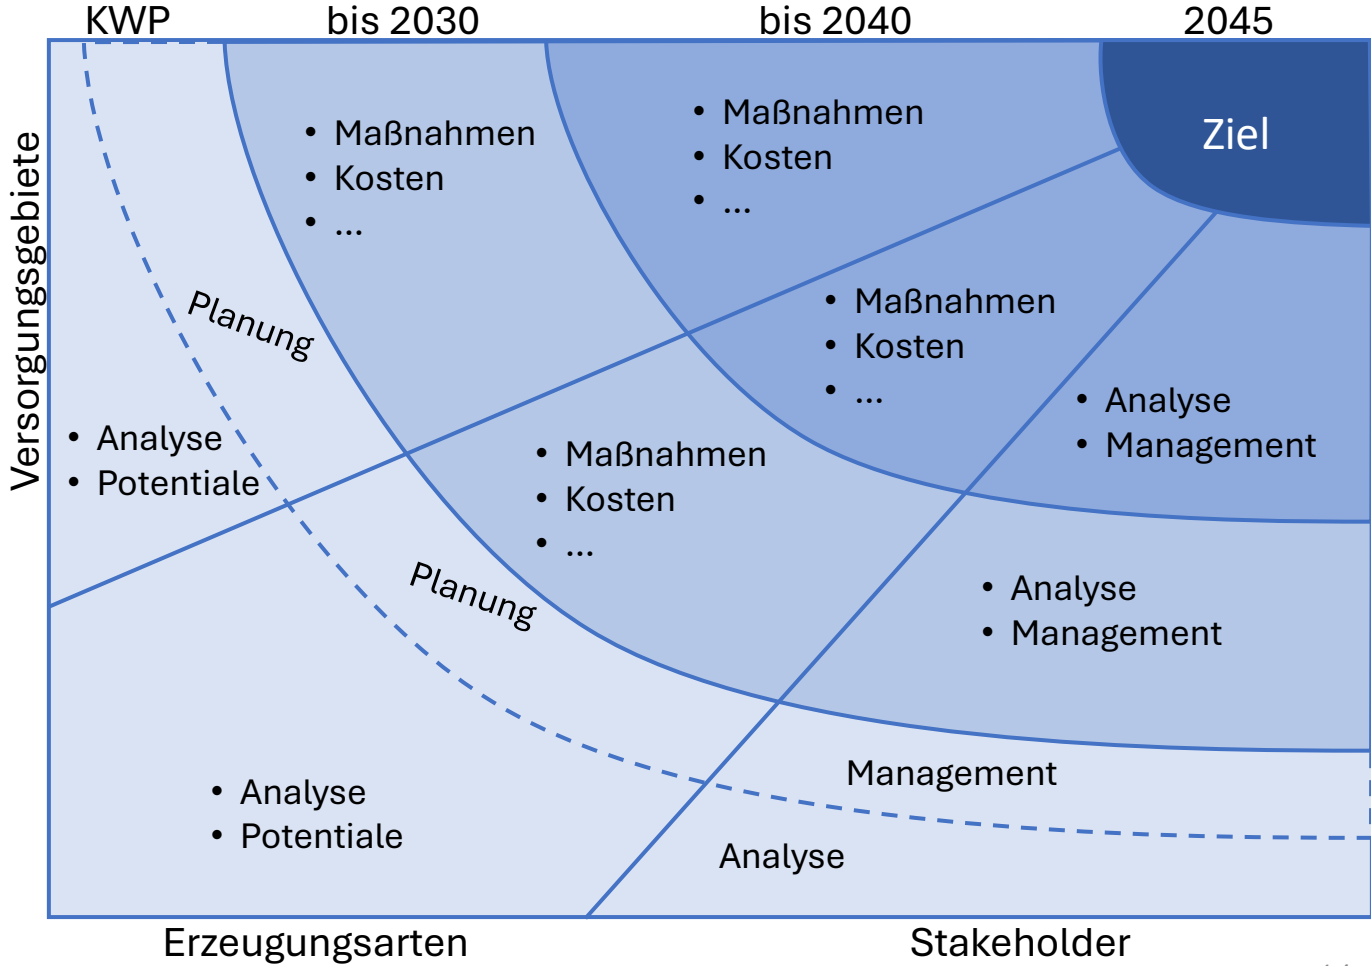 KWP
bis 2030
bis 2040
2045
Versorgungsgebiete
• Maßnahmen
• Kosten
• ...
• Maßnahmen
• Kosten
• ...
Ziel
Planung
• Analyse
• Potentiale
• Maßnahmen
• Kosten
• ...
• Maßnahmen
• Kosten
• ...
• Analyse
• Management
Planung
• Analyse
• Management
• Analyse
• Potentiale
Management
Analyse
Erzeugungsarten
Stakeholder